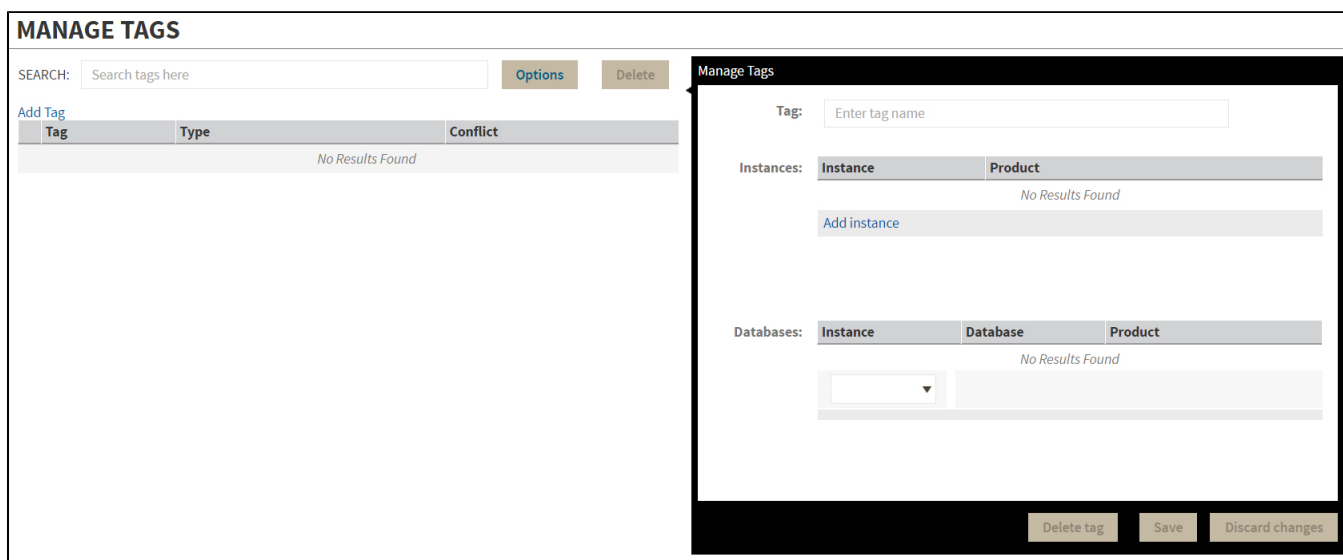 MANAGE TAGS
SEARCH: Search tags here Options Delete
Add Tag
Tag Type Conflict
No Results Found
Manage Tags
Tag: Enter tag name
Instances: Instance Product
No Results Found
Add instance
Databases: Instance Database Product
No Results Found
Delete tag Save Discard changes